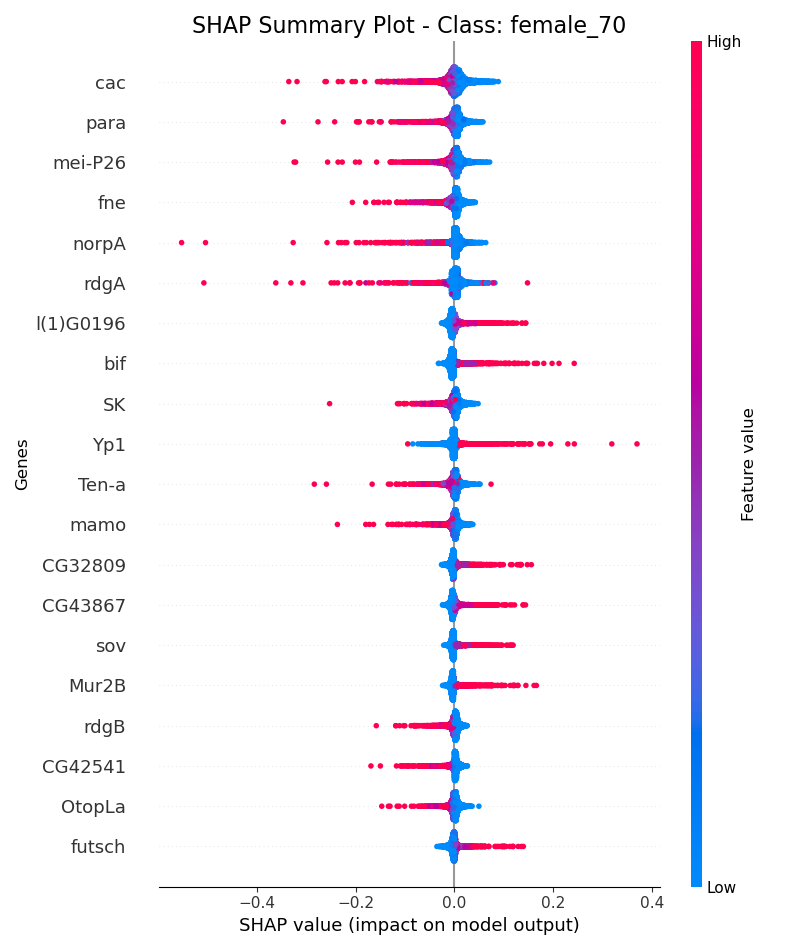 SHAP Summary Plot - Class: female_70
High
cac
para
mei-P26
fne
norpA
rdgA
l(1)G0196
bif
SK
Yp1
Ten-a
mamo
CG32809
CG43867
sov
Mur2B
rdgB
CG42541
OtopLa
futsch
Genes
Feature value
Low
−0.4 −0.2 0.0 0.2 0.4
SHAP value (impact on model output)